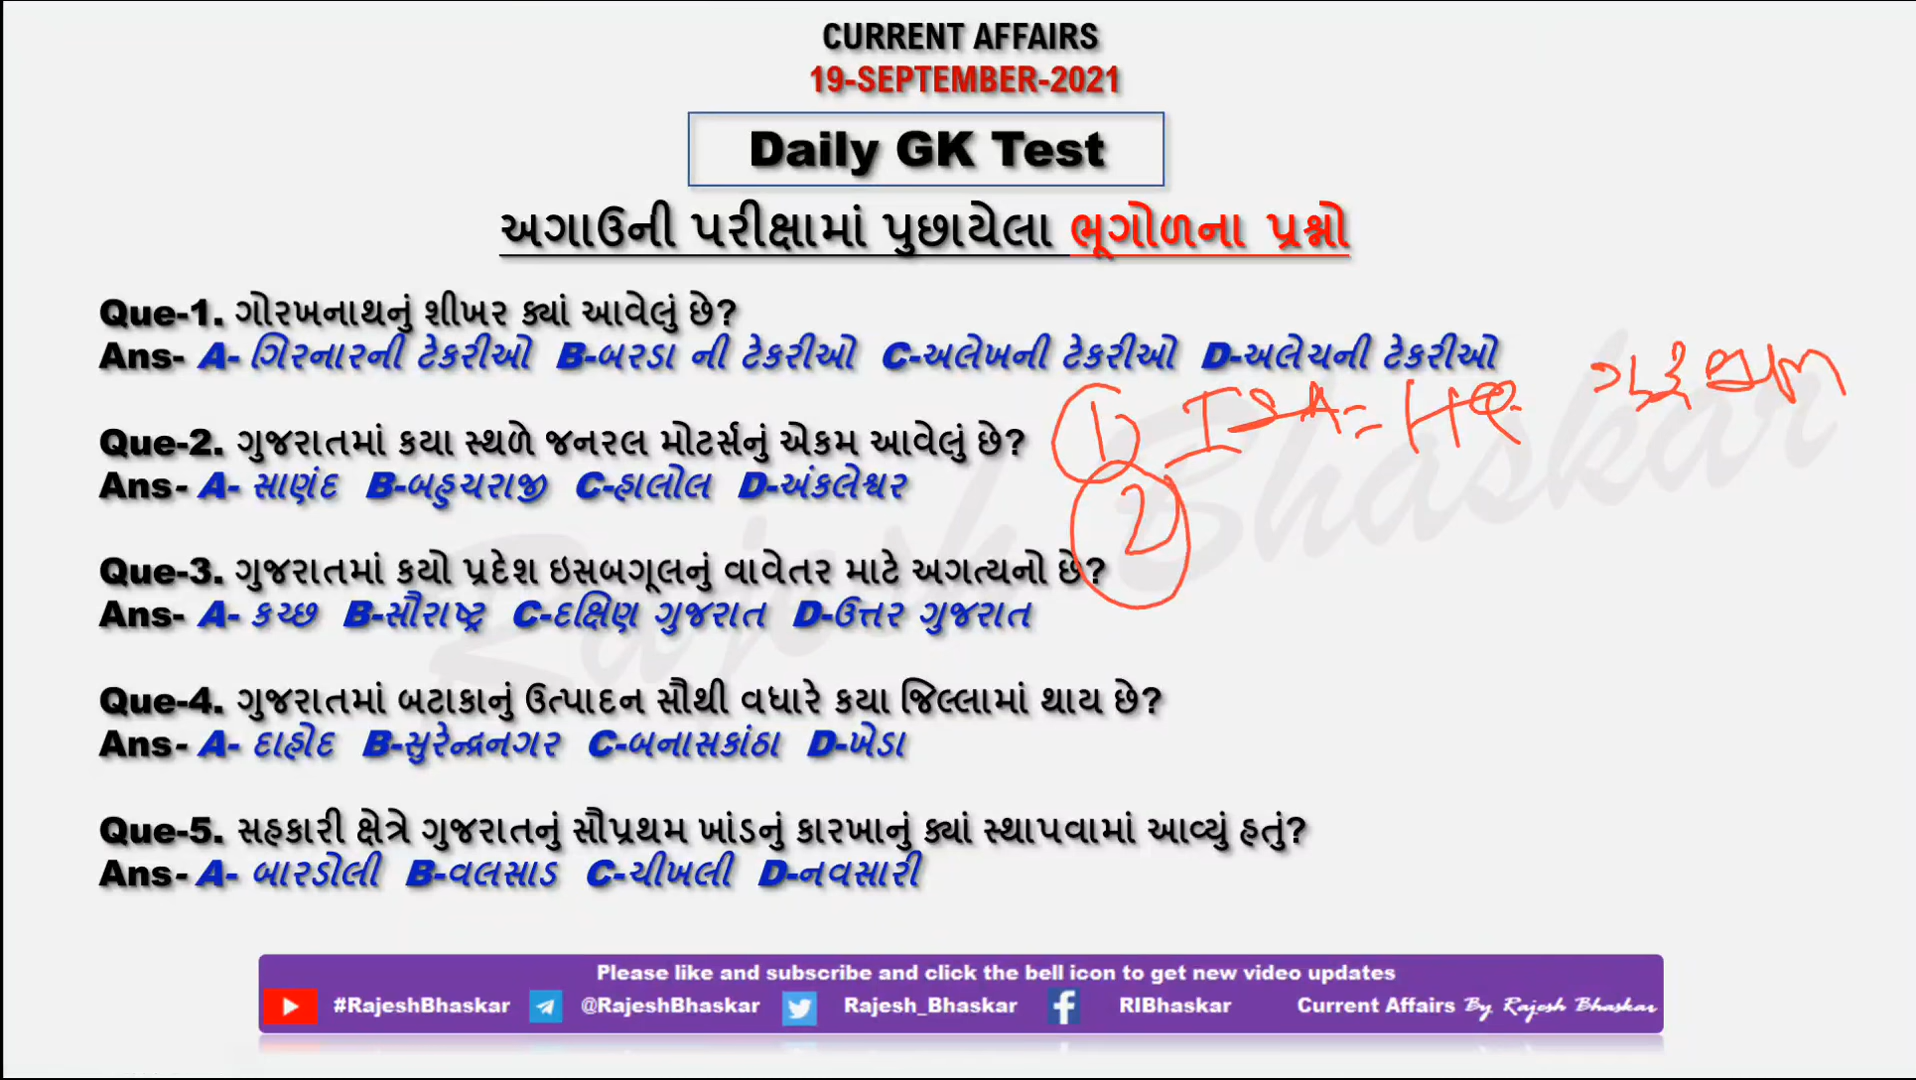 CURRENT AFFAIRS
19-SEPTEMBER-2021
Daily GK Test
અગાઉની પરીક્ષામાં પુછાયેલા ભૂગોળના પ્રશ્નો
Que-1. ગોરખનાથનું શીખર ક્યાં આવેલું છે?
Ans- A- ગિરનારની ટેકરીઓ B-બરડા ની ટેકરીઓ C-અલેખની ટેકરીઓ D-અલેચની ટેકરીઓ
1) ISA = HQ
Que-2. ગુજરાતમાં કયા સ્થળે જનરલ મોટર્સનું એકમ આવેલું છે?
Ans- A- સાણંદ B-બહુચરાજી C-હાલોલ D-અંકલેશ્વર
2)
Que-3. ગુજરાતમાં કયો પ્રદેશ ઇસબગૂલનું વાવેતર માટે અગત્યનો છે?
Ans- A- કચ્છ B-સૌરાષ્ટ્ર C-દક્ષિણ ગુજરાત D-ઉત્તર ગુજરાત
Que-4. ગુજરાતમાં બટાકાનું ઉત્પાદન સૌથી વધારે કયા જિલ્લામાં થાય છે?
Ans- A- દાહોદ B-સુરેન્દ્રનગર C-બનાસકાંઠા D-ખેડા
Que-5. સહકારી ક્ષેત્રે ગુજરાતનું સૌપ્રથમ ખાંડનું કારખાનું ક્યાં સ્થાપવામાં આવ્યું હતું?
Ans- A- બારડોલી B-વલસાડ C-ચીખલી D-નવસારી
Rajesh Bhaskar
Please like and subscribe and click the bell icon to get new video updates
#RajeshBhaskar @RajeshBhaskar Rajesh_Bhaskar RIBhaskar Current Affairs By Rajesh Bhaskar